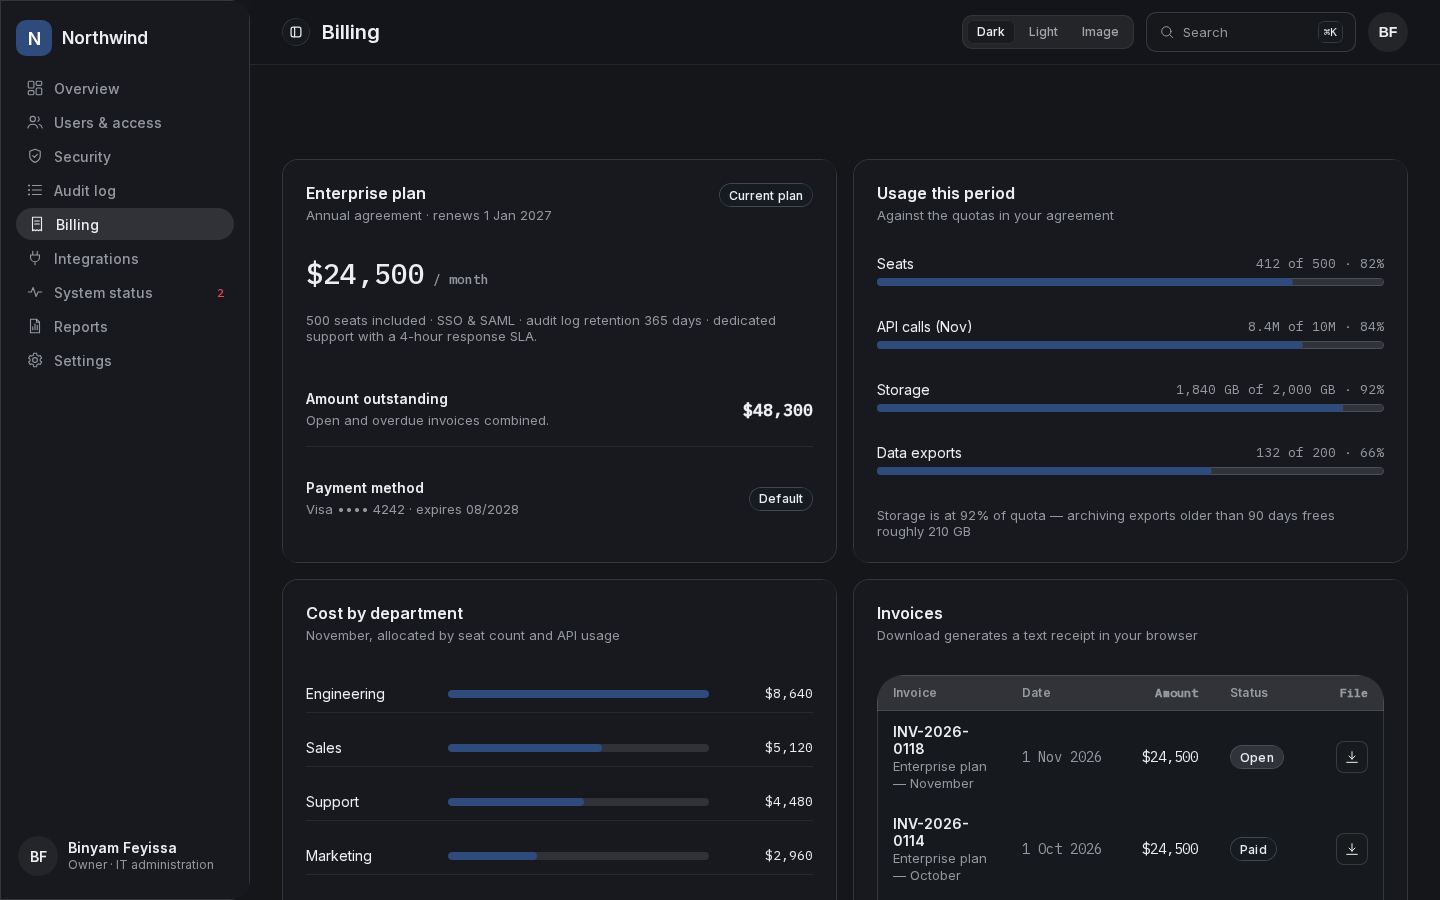 N Northwind
Overview
Users & access
Security
Audit log
Billing
Integrations
System status 2
Reports
Settings
BF Binyam Feyissa
Owner · IT administration
Billing
Dark Light Image
Search ⌘K
BF
Enterprise plan
Current plan
Annual agreement · renews 1 Jan 2027
$24,500 / month
500 seats included · SSO & SAML · audit log retention 365 days · dedicated
support with a 4-hour response SLA.
Amount outstanding
Open and overdue invoices combined.
$48,300
Payment method
Visa •••• 4242 · expires 08/2028
Default
Usage this period
Against the quotas in your agreement
Seats 412 of 500 · 82%
API calls (Nov) 8.4M of 10M · 84%
Storage 1,840 GB of 2,000 GB · 92%
Data exports 132 of 200 · 66%
Storage is at 92% of quota — archiving exports older than 90 days frees
roughly 210 GB
Cost by department
November, allocated by seat count and API usage
Engineering $8,640
Sales $5,120
Support $4,480
Marketing $2,960
Invoices
Download generates a text receipt in your browser
Invoice Date Amount Status File
INV-2026-
0118
Enterprise plan
— November
1 Nov 2026 $24,500 Open
INV-2026-
0114
Enterprise plan
— October
1 Oct 2026 $24,500 Paid